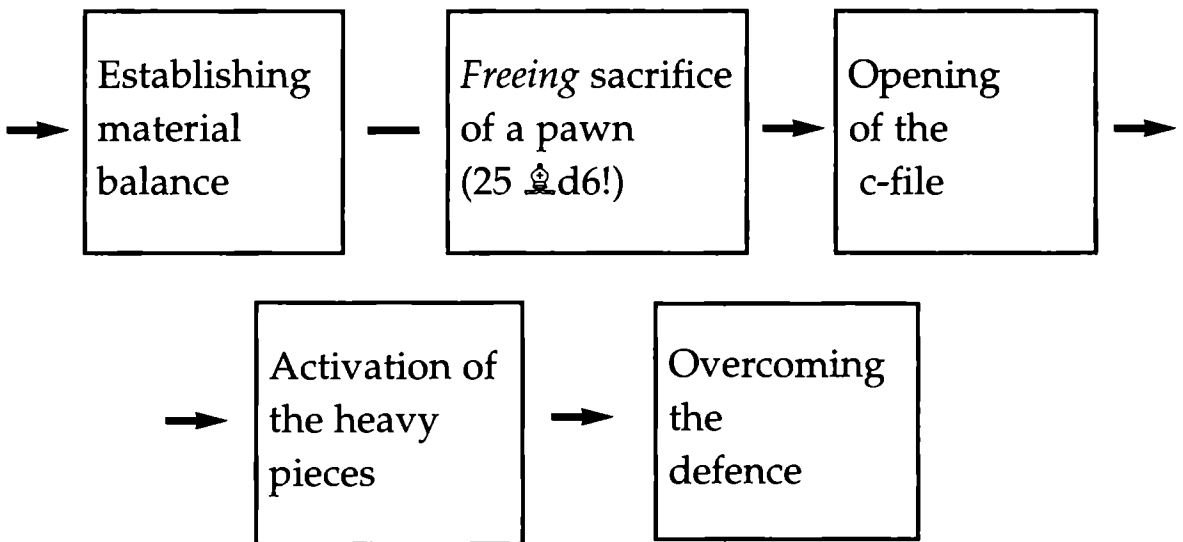 Establishing
material
balance
Freeing sacrifice
of a pawn
(25 ♗d6!)
Opening
of the
c-file
Activation of
the heavy
pieces
Overcoming
the
defence